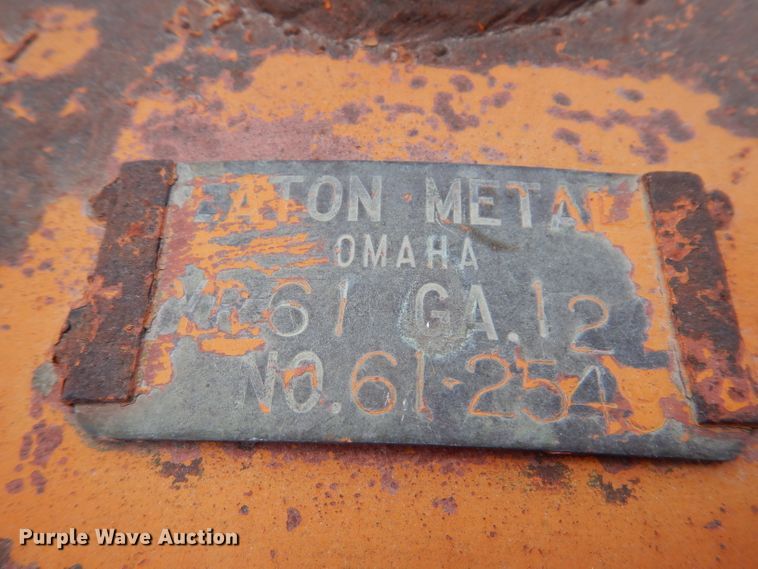 EATON METAL
OMAHA
61 GA. 12
NO. 61-254
Purple Wave Auction